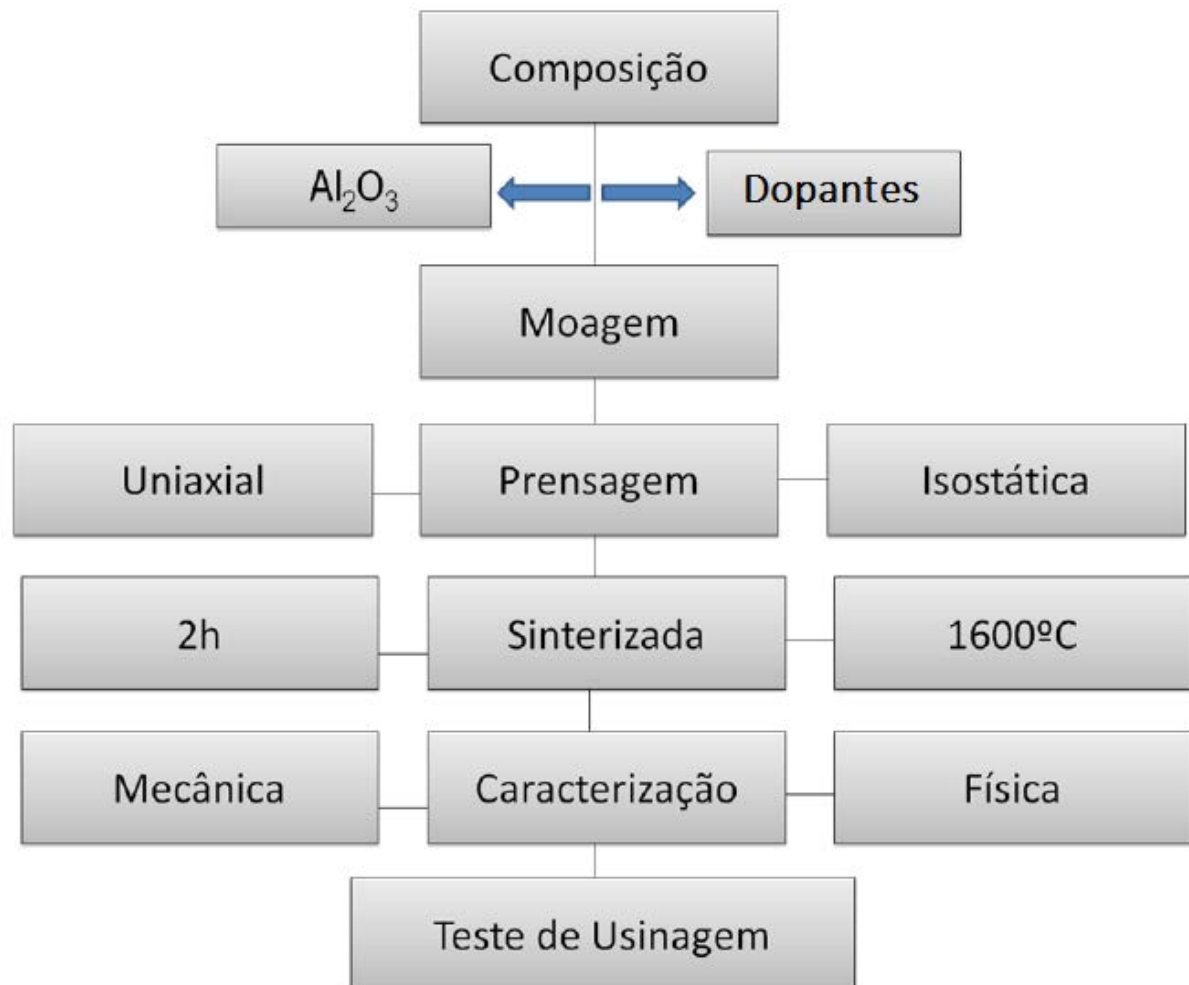 Composição
Al₂O₃
Dopantes
Moagem
Uniaxial
Prensagem
Isostática
2h
Sinterizada
1600ºC
Mecânica
Caracterização
Física
Teste de Usinagem